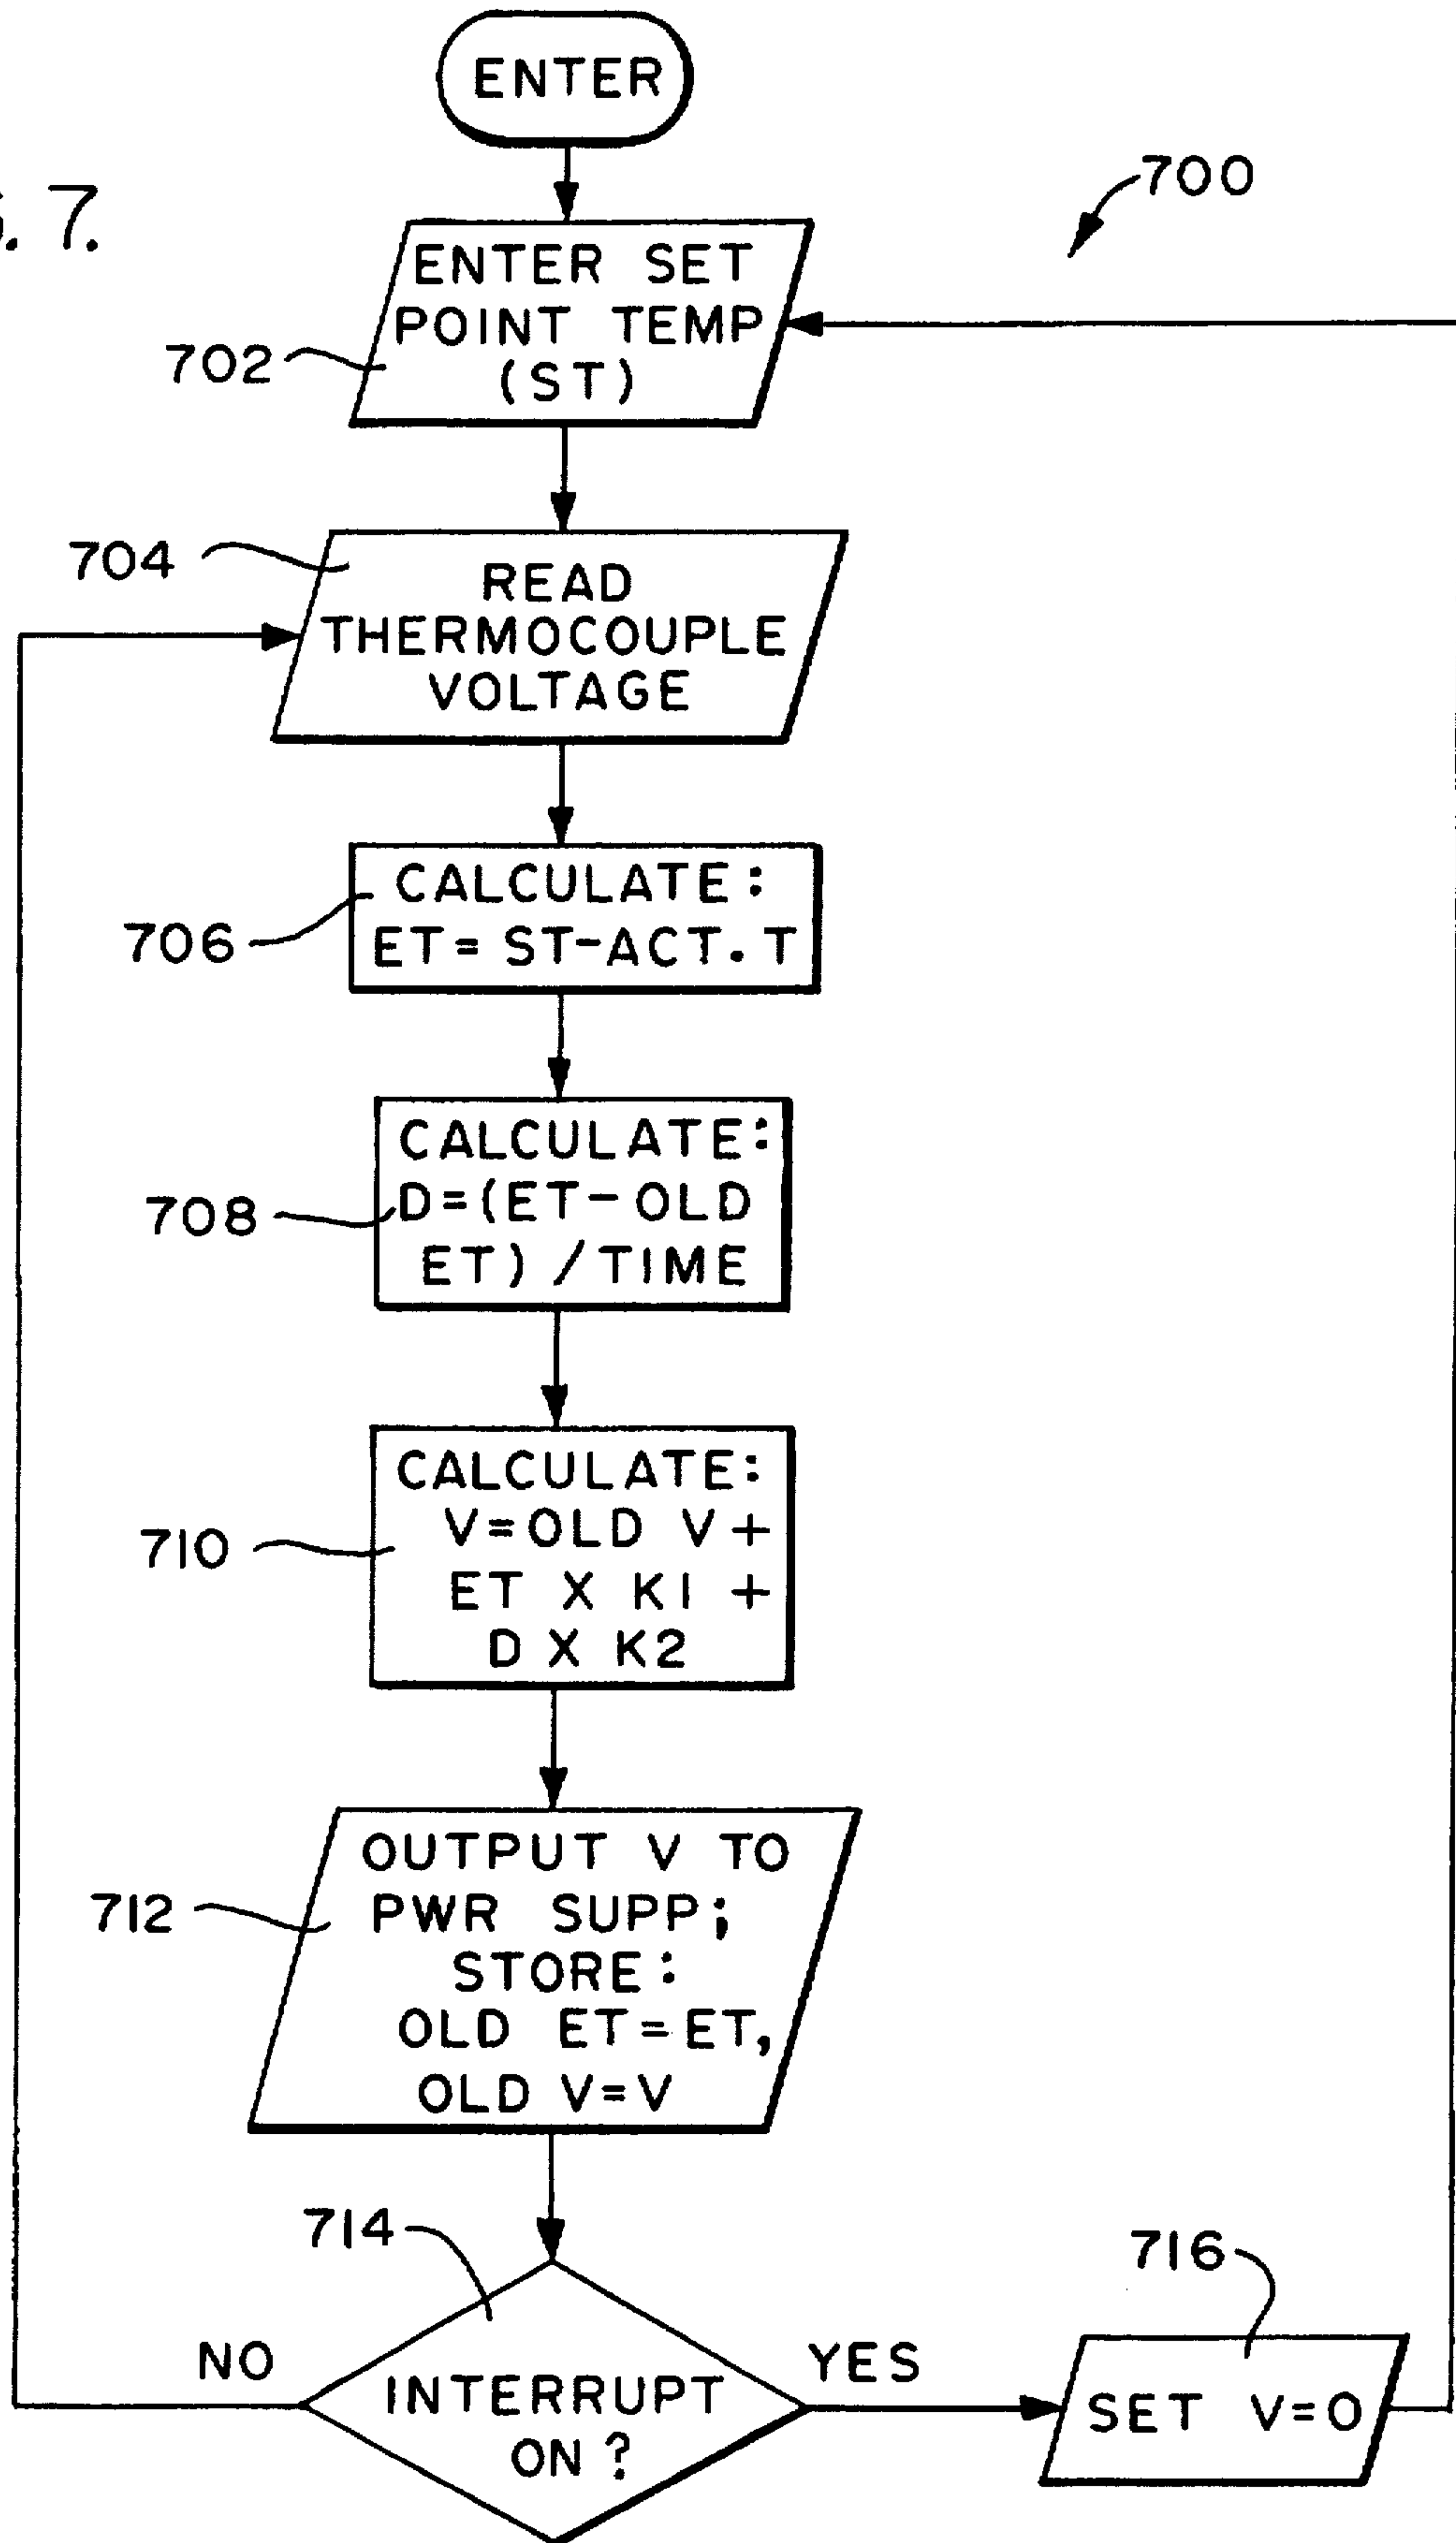 ENTER
. 7.
700
ENTER SET
POINT TEMP
(ST)
702
704
READ
THERMOCOUPLE
VOLTAGE
CALCULATE:
ET= ST-ACT. T
706
CALCULATE:
D=(ET-OLD
ET) /TIME
708
CALCULATE:
V=OLD V +
ET X K1 +
D X K2
710
OUTPUT V TO
PWR SUPP;
STORE:
OLD ET=ET,
OLD V=V
712
714
716
NO
INTERRUPT
ON?
YES
SET V=0